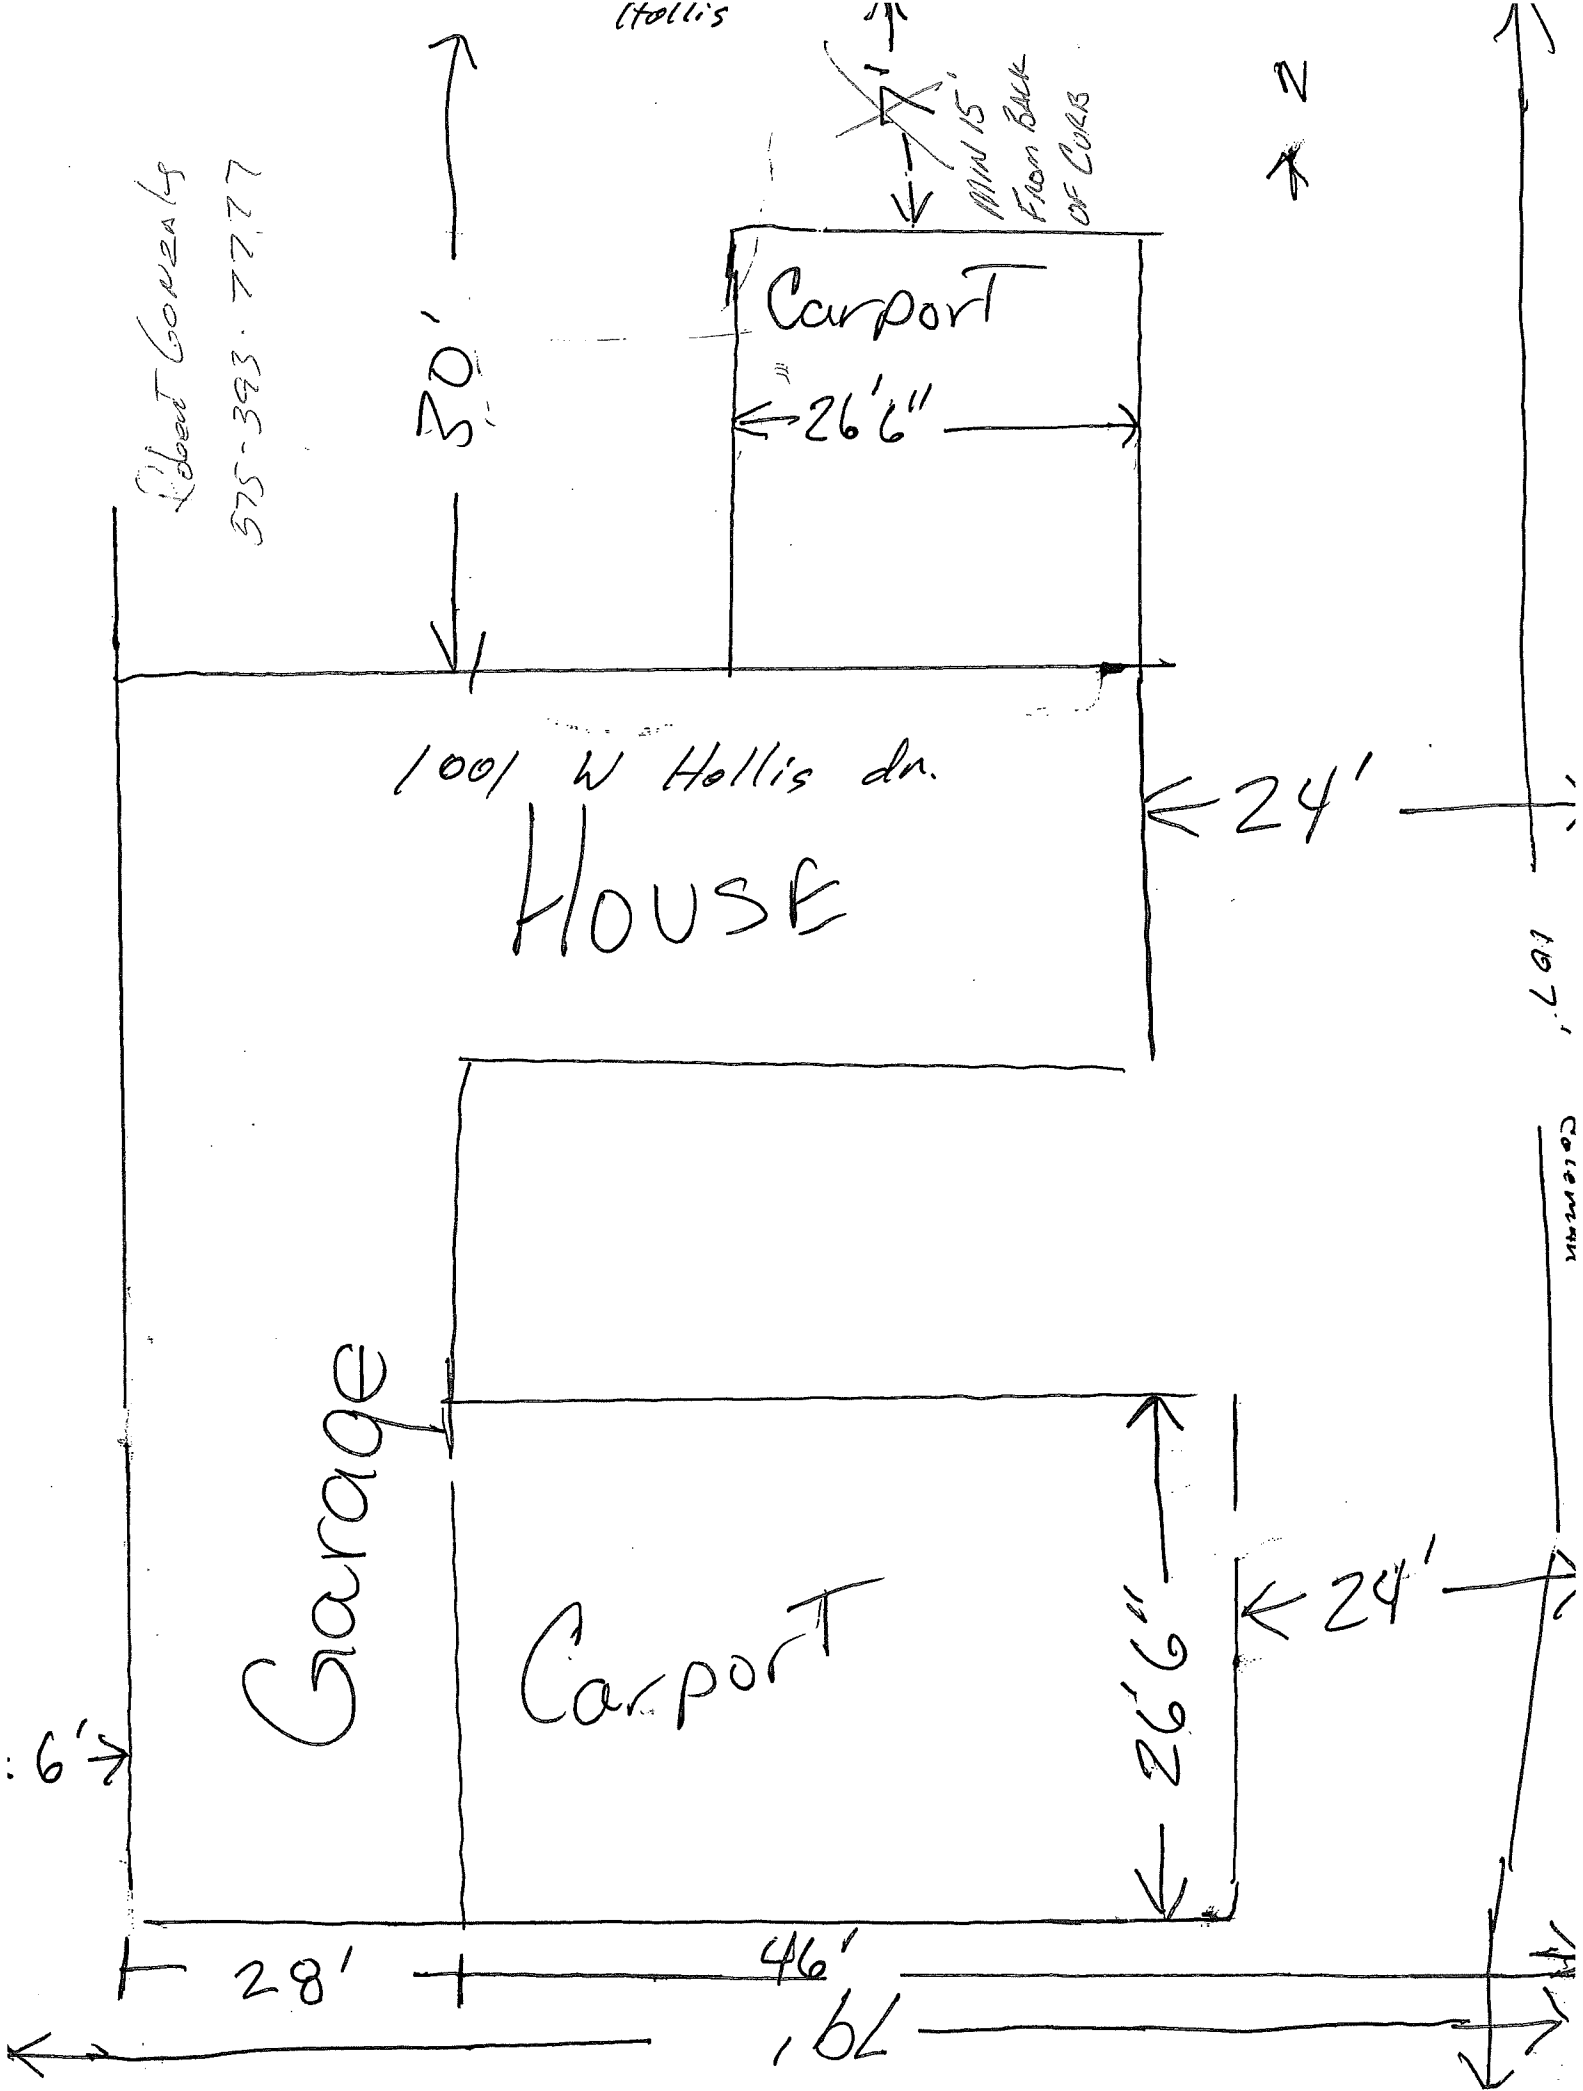 Hollis
7'
MIN 15'
FROM BACK
OF CURB
N
Robert Gonzales
575-393-7777
30'
Carport
26'6"
1001 W Hollis dr.
HOUSE
24'
107'
Coleman
Garage
6'
Carport
26'6"
24'
28'
46'
79'